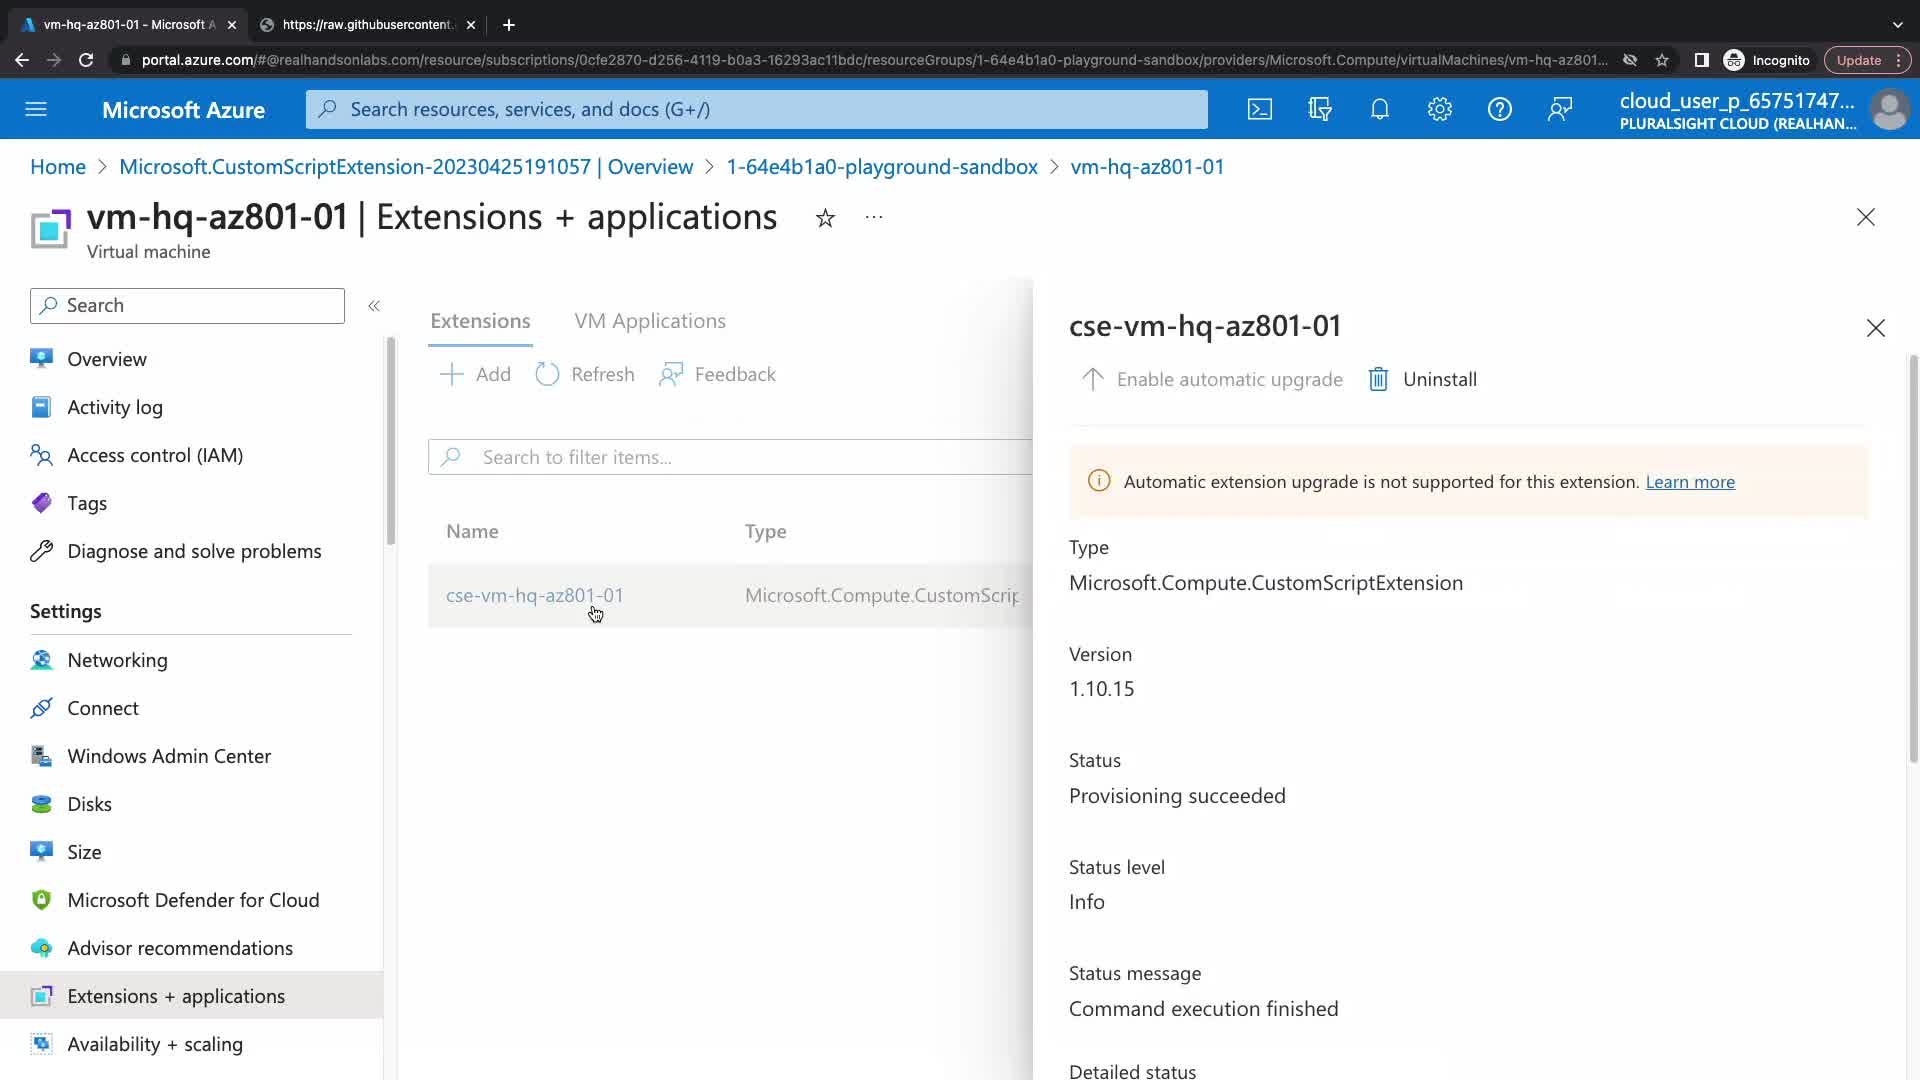 vm-hq-az801-01 - Microsoft A
https://raw.githubusercontent.
portal.azure.com/#@realhandsonlabs.com/resource/subscriptions/0cfe2870-d256-4119-b0a3-16293ac11bdc/resourceGroups/1-64e4b1a0-playground-sandbox/providers/Microsoft.Compute/virtualMachines/vm-hq-az801...
Incognito
Update
Microsoft Azure
Search resources, services, and docs (G+/)
cloud_user_p_65751747...
PLURALSIGHT CLOUD (REALHAN...
Home > Microsoft.CustomScriptExtension-20230425191057 | Overview > 1-64e4b1a0-playground-sandbox > vm-hq-az801-01
vm-hq-az801-01 | Extensions + applications
Virtual machine
Search
Overview
Activity log
Access control (IAM)
Tags
Diagnose and solve problems
Settings
Networking
Connect
Windows Admin Center
Disks
Size
Microsoft Defender for Cloud
Advisor recommendations
Extensions + applications
Availability + scaling
Extensions VM Applications
Add Refresh Feedback
Search to filter items...
Name Type
cse-vm-hq-az801-01 Microsoft.Compute.CustomScrip
cse-vm-hq-az801-01
Enable automatic upgrade Uninstall
Automatic extension upgrade is not supported for this extension. Learn more
Type
Microsoft.Compute.CustomScriptExtension
Version
1.10.15
Status
Provisioning succeeded
Status level
Info
Status message
Command execution finished
Detailed status